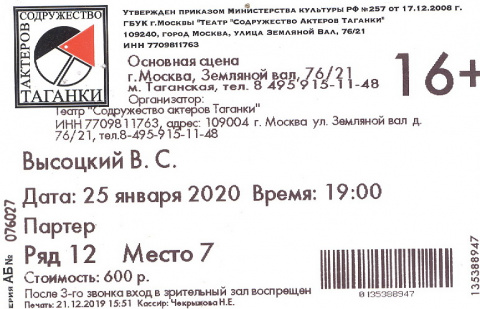 СОДРУЖЕСТВО
АКТЕРОВ
ТАГАНКИ
Утвержден приказом Министерства культуры РФ №257 от 17.12.2008 г.
ГБУК г.Москвы "Театр "Содружество Актеров Таганки"
109240, город Москва, улица Земляной Вал, 76/21
ИНН 7709811763
Основная сцена
г.Москва, Земляной вал, 76/21
м. Таганская, тел. 8 495 915-11-48
16+
Организатор:
Театр "Содружество актеров Таганки"
ИНН 7709811763, адрес: 109004 г. Москва ул. Земляной вал д.
76/21, тел.8-495-915-11-48
Высоцкий В. С.
Дата: 25 января 2020 Время: 19:00
Партер
Ряд 12 Место 7
Стоимость: 600 р.
После 3-го звонка вход в зрительный зал воспрещен
Печать: 21.12.2019 15:51 Кассир: Чекрыжова Н.Е.
ЕРИЯ АБ№ 076027
0135388947
135388947